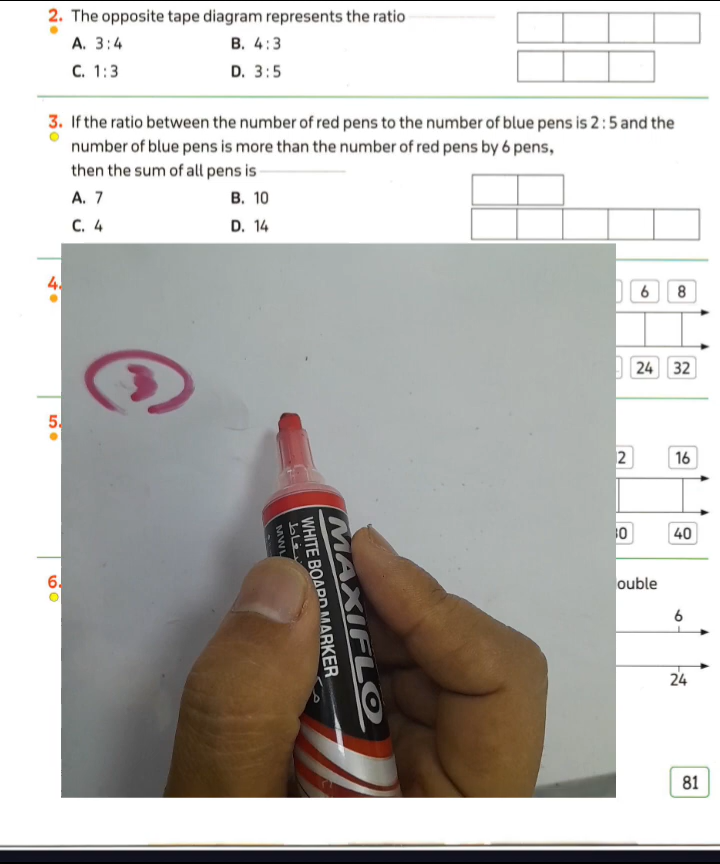 2. The opposite tape diagram represents the ratio
A. 3:4 B. 4:3
C. 1:3 D. 3:5
3. If the ratio between the number of red pens to the number of blue pens is 2:5 and the
number of blue pens is more than the number of red pens by 6 pens,
then the sum of all pens is
A. 7 B. 10
C. 4 D. 14
4. 6 8
24 32
3
5.
2 16
0 40
6. ouble
6
24
MAXIFLO
WHITE BOARD MARKER
81